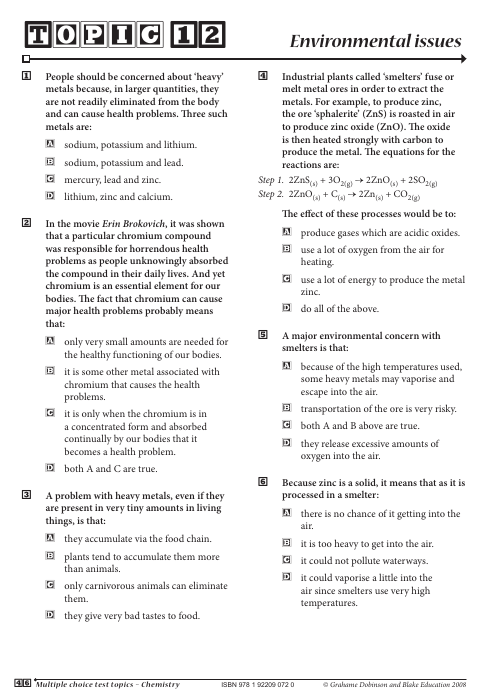 TOPIC 12
Environmental issues
1 People should be concerned about ‘heavy’
metals because, in larger quantities, they
are not readily eliminated from the body
and can cause health problems. Three such
metals are:
A sodium, potassium and lithium.
B sodium, potassium and lead.
C mercury, lead and zinc.
D lithium, zinc and calcium.
2 In the movie Erin Brokovich, it was shown
that a particular chromium compound
was responsible for horrendous health
problems as people unknowingly absorbed
the compound in their daily lives. And yet
chromium is an essential element for our
bodies. The fact that chromium can cause
major health problems probably means
that:
A only very small amounts are needed for
the healthy functioning of our bodies.
B it is some other metal associated with
chromium that causes the health
problems.
C it is only when the chromium is in
a concentrated form and absorbed
continually by our bodies that it
becomes a health problem.
D both A and C are true.
3 A problem with heavy metals, even if they
are present in very tiny amounts in living
things, is that:
A they accumulate via the food chain.
B plants tend to accumulate them more
than animals.
C only carnivorous animals can eliminate
them.
D they give very bad tastes to food.
4 Industrial plants called ‘smelters’ fuse or
melt metal ores in order to extract the
metals. For example, to produce zinc,
the ore ‘sphalerite’ (ZnS) is roasted in air
to produce zinc oxide (ZnO). The oxide
is then heated strongly with carbon to
produce the metal. The equations for the
reactions are:
Step 1. 2ZnS(s) + 3O2(g) → 2ZnO(s) + 2SO2(g)
Step 2. 2ZnO(s) + C(s) → 2Zn(s) + CO2(g)
The effect of these processes would be to:
A produce gases which are acidic oxides.
B use a lot of oxygen from the air for
heating.
C use a lot of energy to produce the metal
zinc.
D do all of the above.
5 A major environmental concern with
smelters is that:
A because of the high temperatures used,
some heavy metals may vaporise and
escape into the air.
B transportation of the ore is very risky.
C both A and B above are true.
D they release excessive amounts of
oxygen into the air.
6 Because zinc is a solid, it means that as it is
processed in a smelter:
A there is no chance of it getting into the
air.
B it is too heavy to get into the air.
C it could not pollute waterways.
D it could vaporise a little into the
air since smelters use very high
temperatures.
46 Multiple choice test topics – Chemistry ISBN 978 1 92209 072 0 © Grahame Dobinson and Blake Education 2008